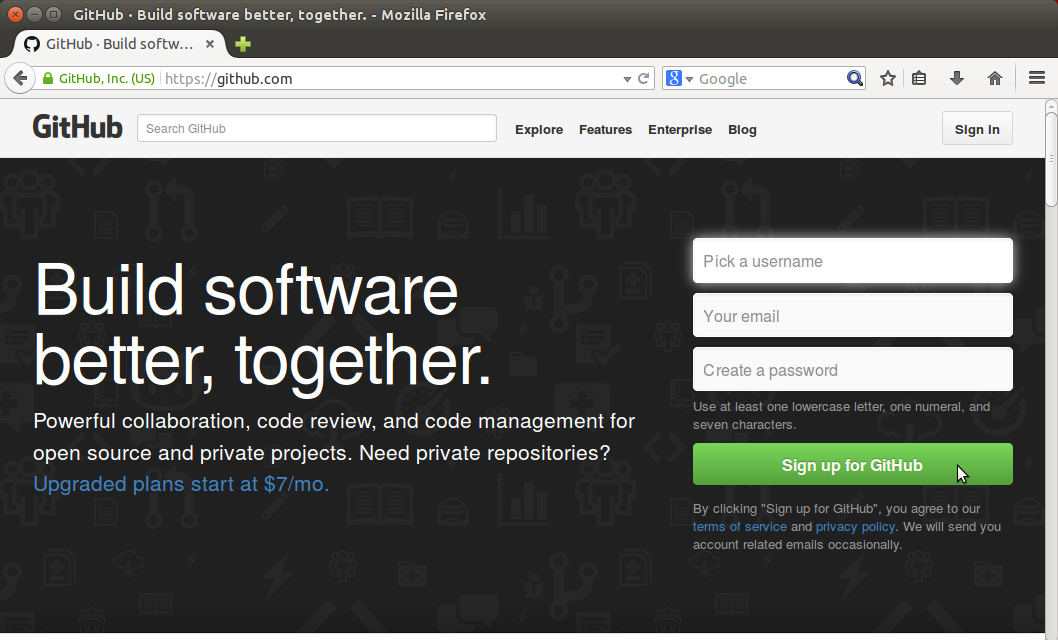 GitHub · Build software better, together. - Mozilla Firefox
GitHub · Build softw...
GitHub, Inc. (US) https://github.com
Google
GitHub Search GitHub Explore Features Enterprise Blog Sign in
Build software
better, together.
Powerful collaboration, code review, and code management for
open source and private projects. Need private repositories?
Upgraded plans start at $7/mo.
Pick a username
Your email
Create a password
Use at least one lowercase letter, one numeral, and
seven characters.
Sign up for GitHub
By clicking "Sign up for GitHub", you agree to our
terms of service and privacy policy. We will send you
account related emails occasionally.